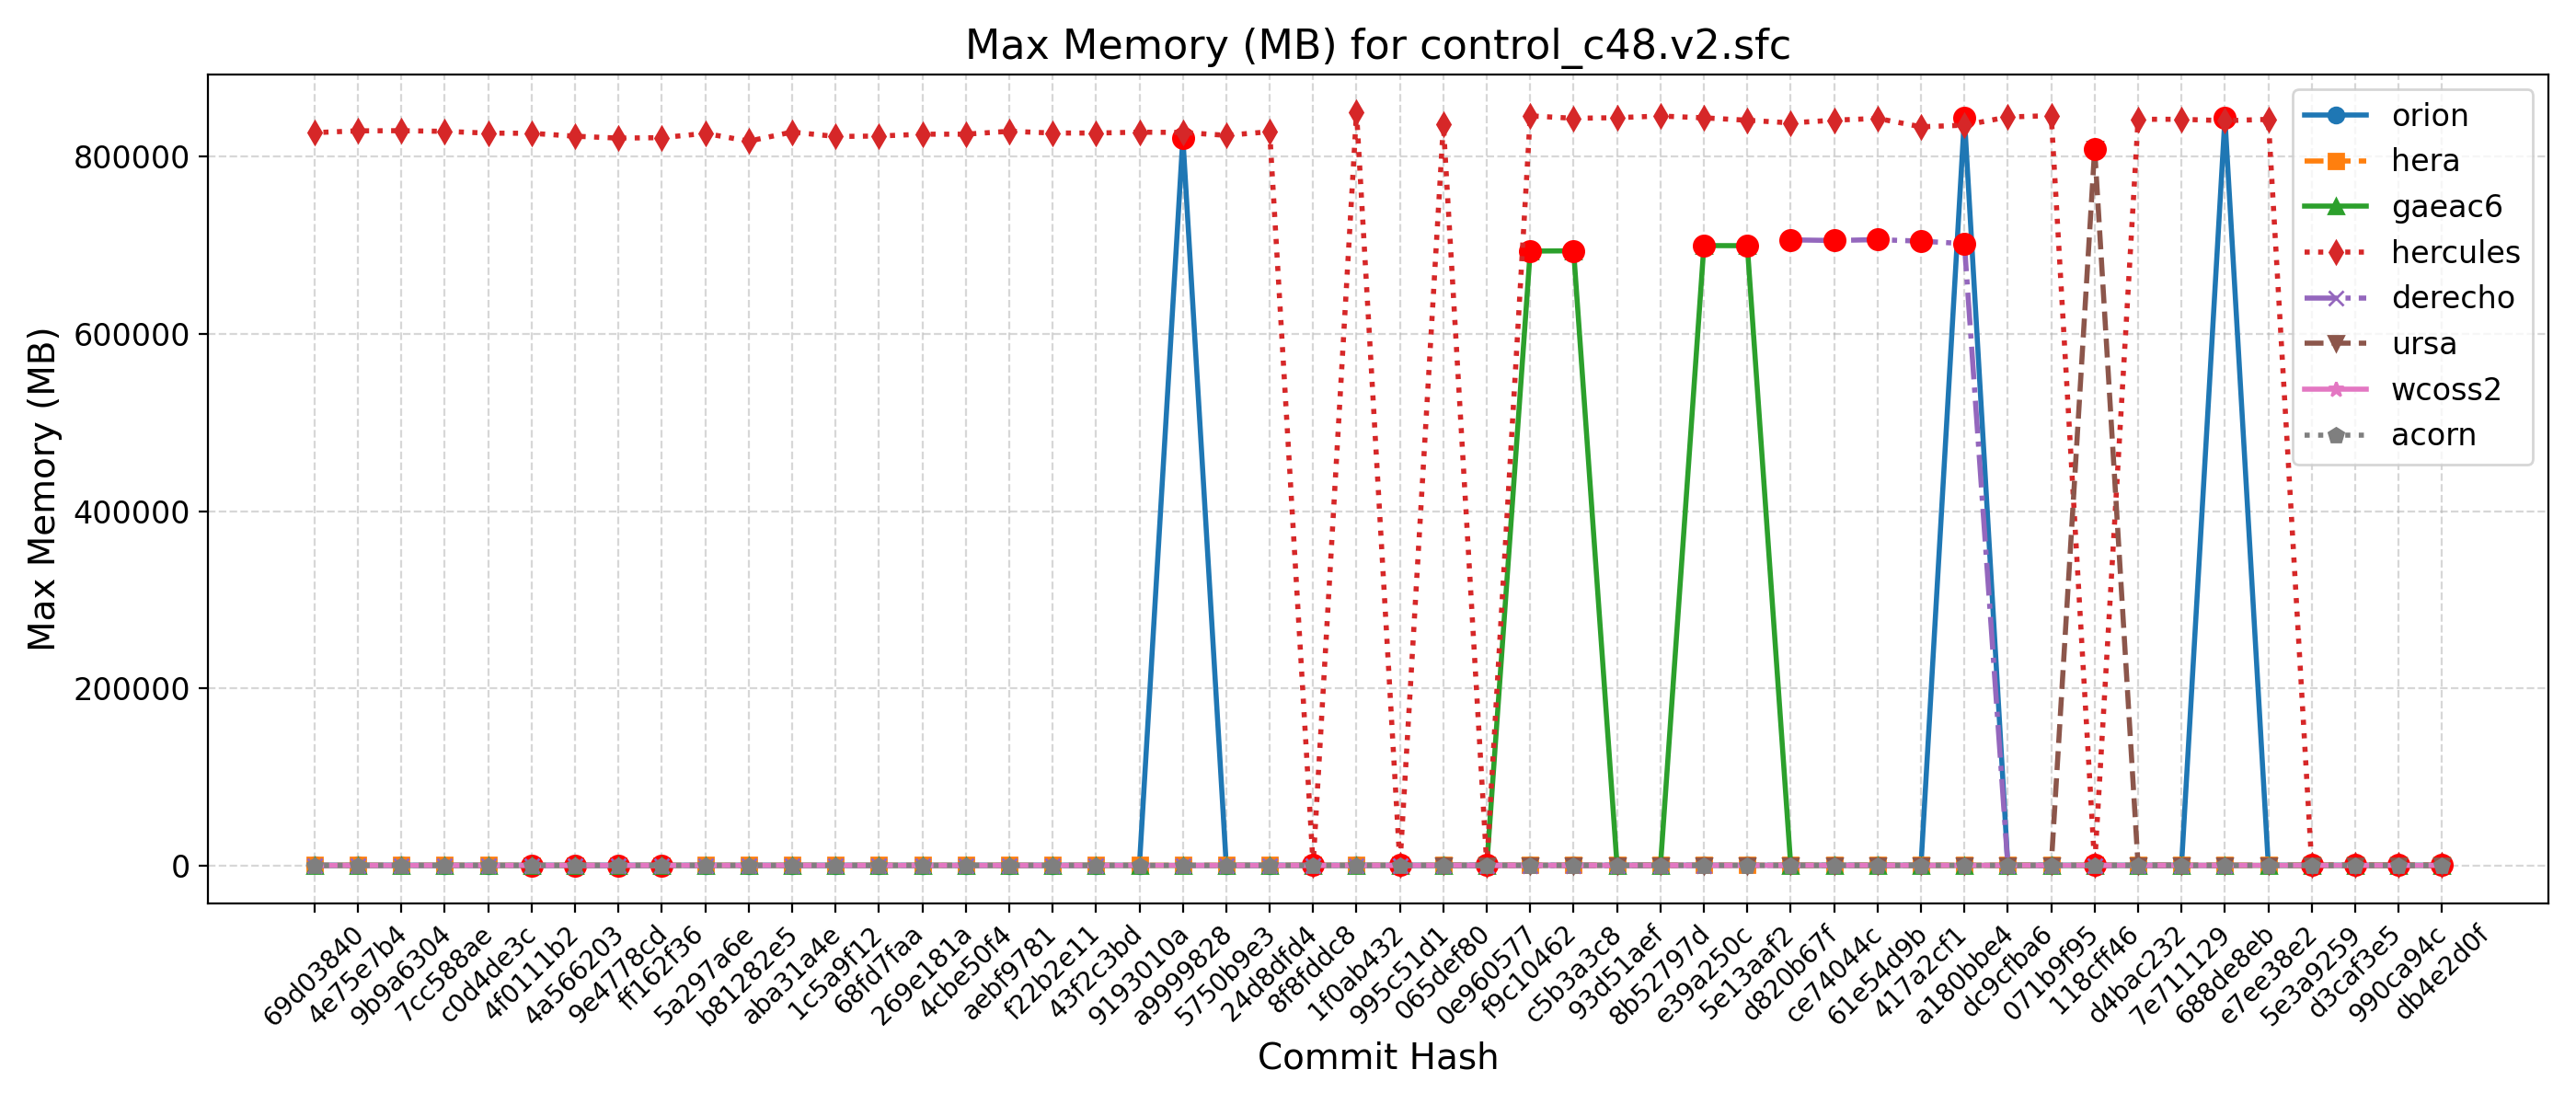 Max Memory (MB) for control_c48.v2.sfc
Max Memory (MB)
800000
600000
400000
200000
0
orion
hera
gaeac6
hercules
derecho
ursa
wcoss2
acorn
69d03840
4e75e7b4
9b9a6304
7cc588ae
c0d4de3c
4f0111b2
4a566203
9e4778cd
ff162f36
5a297a6e
b81282e5
aba31a4e
1c5a9f12
68fd7faa
269e181a
4cbe50f4
aebf9781
f22b2e11
43f2c3bd
9193010a
a9999828
5750b9e3
24d8dfd4
8f8fddc8
1f0ab432
995c51d1
065def80
0e960577
f9c10462
c5b3a3c8
93d51aef
8b52797d
e39a250c
5e13aaf2
d820b67f
ce74044c
61e54d9b
417a2cf1
a180bbe4
dc9cfba6
071b9f95
118cff46
d4bac232
7e711129
688de8eb
e7ee38e2
5e3a9259
d3caf3e5
990ca94c
db4e2d0f
Commit Hash